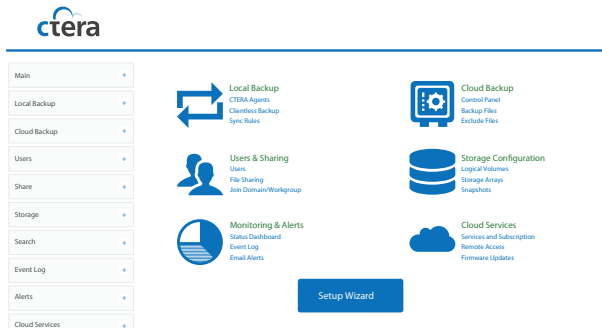 ctera
Main +
Local Backup +
Cloud Backup +
Users +
Share +
Storage +
Search +
Event Log +
Alerts +
Cloud Services +
Local Backup
CTERA Agents
Clientless Backup
Sync Rules
Cloud Backup
Control Panel
Backup Files
Exclude Files
Users & Sharing
Users
File Sharing
Join Domain/Workgroup
Storage Configuration
Logical Volumes
Storage Arrays
Snapshots
Monitoring & Alerts
Status Dashboard
Event Log
Email Alerts
Cloud Services
Services and Subscription
Remote Access
Firmware Updates
Setup Wizard